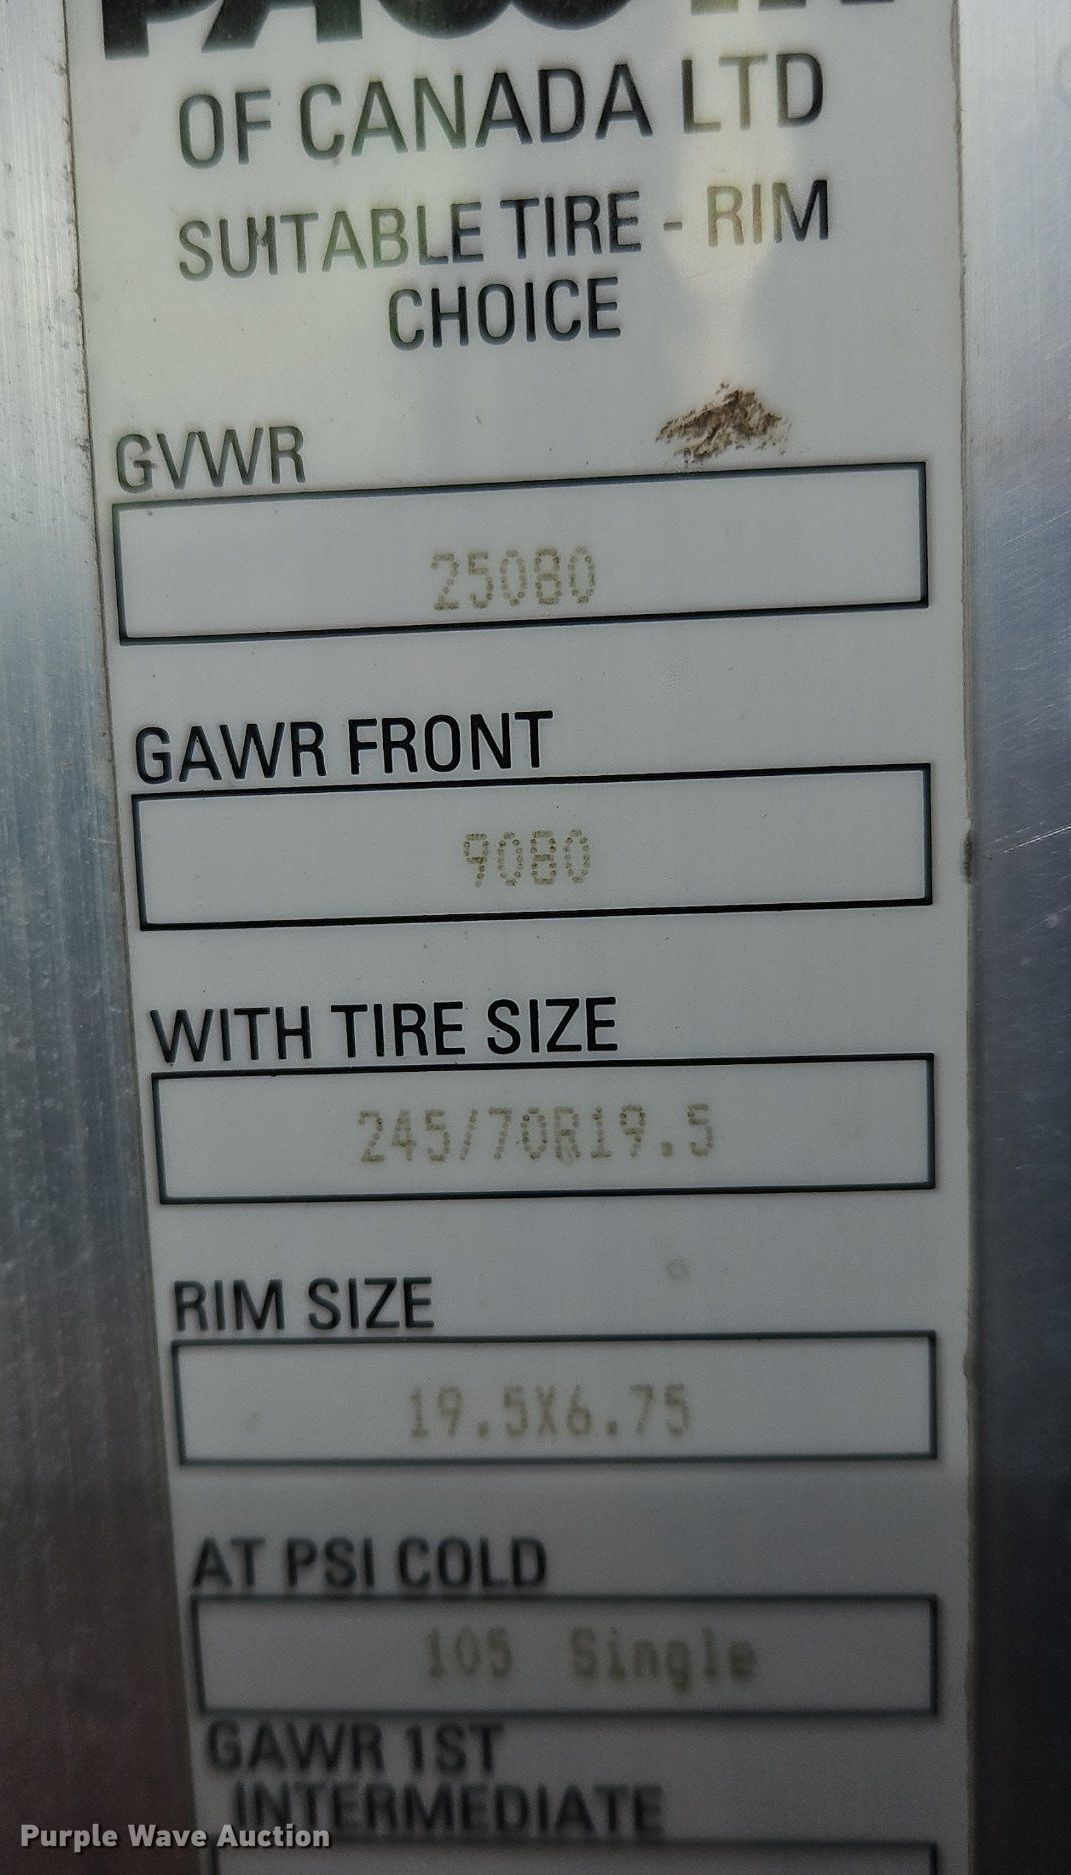 OF CANADA LTD
SUITABLE TIRE - RIM
CHOICE
GVWR
25080
GAWR FRONT
9080
WITH TIRE SIZE
245/70R19.5
RIM SIZE
19.5X6.75
AT PSI COLD
105 Single
GAWR 1ST
INTERMEDIATE
Purple Wave Auction